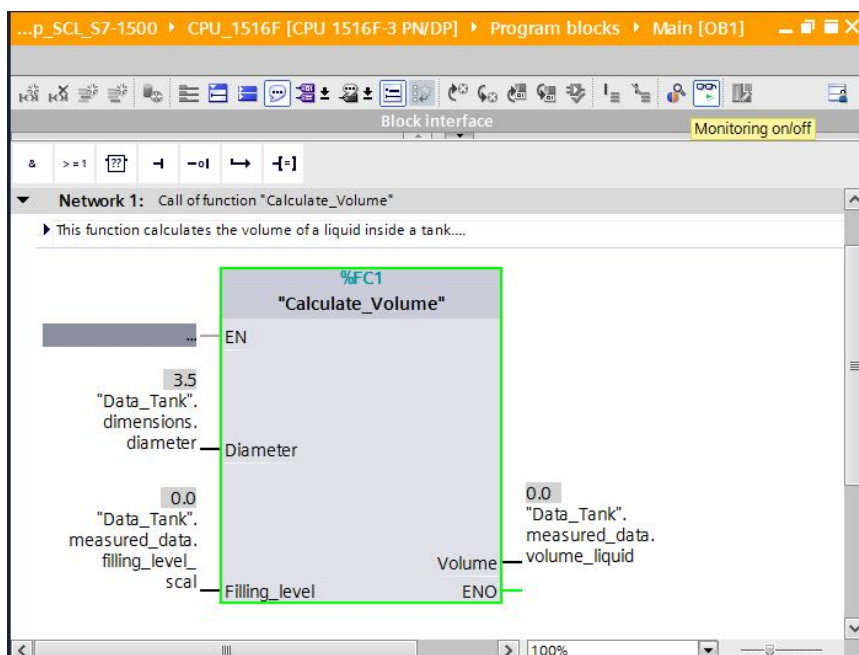 ...p_SCL_S7-1500 ▸ CPU_1516F [CPU 1516F-3 PN/DP] ▸ Program blocks ▸ Main [OB1]
Block interface
Monitoring on/off
& >=1 ??
Network 1: Call of function "Calculate_Volume"
This function calculates the volume of a liquid inside a tank....
%FC1
"Calculate_Volume"
... EN
3.5
"Data_Tank".
dimensions.
diameter
Diameter
0.0
"Data_Tank".
measured_data.
filling_level_
scal
Filling_level
0.0
"Data_Tank".
measured_data.
volume_liquid
Volume
ENO
100%